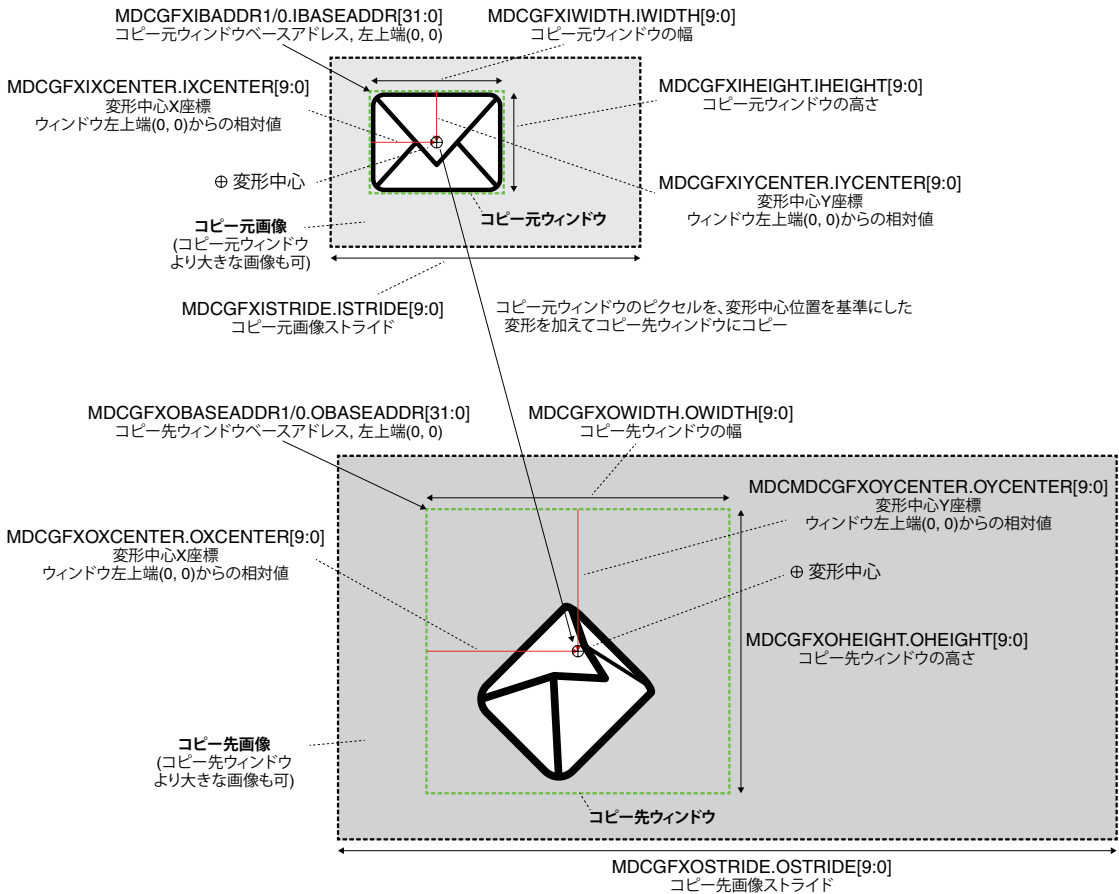 MDCGFXIBADDR1/0.IBASEADDR[31:0]
コピー元ウィンドウベースアドレス, 左上端(0, 0)
MDCGFXIWIDTH.IWIDTH[9:0]
コピー元ウィンドウの幅
MDCGFXIXCENTER.IXCENTER[9:0]
変形中心X座標
ウィンドウ左上端(0, 0)からの相対値
MDCGFXIHEIGHT.IHEIGHT[9:0]
コピー元ウィンドウの高さ
⊕ 変形中心
MDCGFXIYCENTER.IYCENTER[9:0]
変形中心Y座標
ウィンドウ左上端(0, 0)からの相対値
コピー元ウィンドウ
コピー元画像
(コピー元ウィンドウ
より大きな画像も可)
MDCGFXISTRIDE.ISTRIDE[9:0]
コピー元画像ストライド
コピー元ウィンドウのピクセルを、変形中心位置を基準にした
変形を加えてコピー先ウィンドウにコピー
MDCGFXOBASEADDR1/0.OBASEADDR[31:0]
コピー先ウィンドウベースアドレス, 左上端(0, 0)
MDCGFXOWIDTH.OWIDTH[9:0]
コピー先ウィンドウの幅
MDCMDCGFXOYCENTER.OYCENTER[9:0]
変形中心Y座標
ウィンドウ左上端(0, 0)からの相対値
MDCGFXOXCENTER.OXCENTER[9:0]
変形中心X座標
ウィンドウ左上端(0, 0)からの相対値
⊕ 変形中心
MDCGFXOHEIGHT.OHEIGHT[9:0]
コピー先ウィンドウの高さ
コピー先画像
(コピー先ウィンドウ
より大きな画像も可)
コピー先ウィンドウ
MDCGFXOSTRIDE.OSTRIDE[9:0]
コピー先画像ストライド